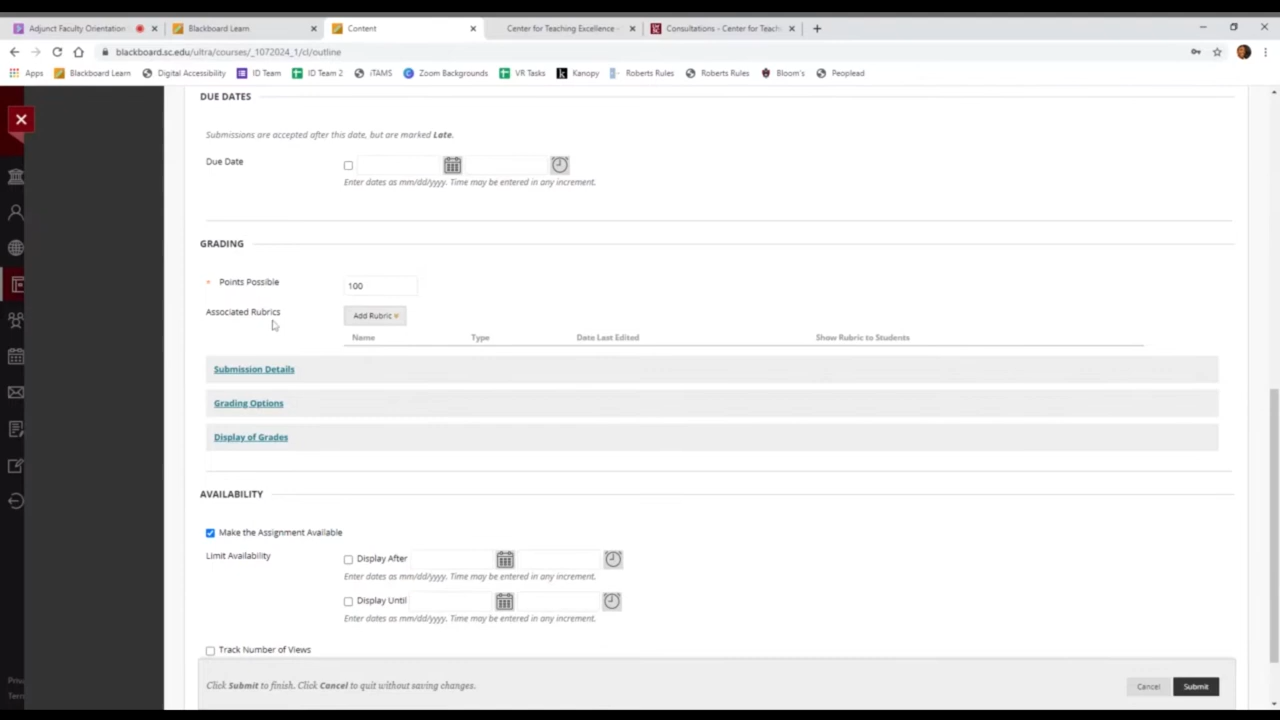 Adjunct Faculty Orientation
Blackboard Learn
Content
Center for Teaching Excellence -
Consultations - Center for Teach
blackboard.sc.edu/ultra/courses/_1072024_1/cl/outline
Apps
Blackboard Learn
Digital Accessibility
ID Team
ID Team 2
iTAMS
Zoom Backgrounds
VR Tasks
Kanopy
Roberts Rules
Roberts Rules
Bloom's
Peoplead
DUE DATES
Submissions are accepted after this date, but are marked Late.
Due Date
Enter dates as mm/dd/yyyy. Time may be entered in any increment.
GRADING
* Points Possible
100
Associated Rubrics
Add Rubric
Name Type Date Last Edited Show Rubric to Students
Submission Details
Grading Options
Display of Grades
AVAILABILITY
Make the Assignment Available
Limit Availability
Display After
Enter dates as mm/dd/yyyy. Time may be entered in any increment.
Display Until
Enter dates as mm/dd/yyyy. Time may be entered in any increment.
Track Number of Views
Click Submit to finish. Click Cancel to quit without saving changes.
Cancel
Submit
Priv
Term